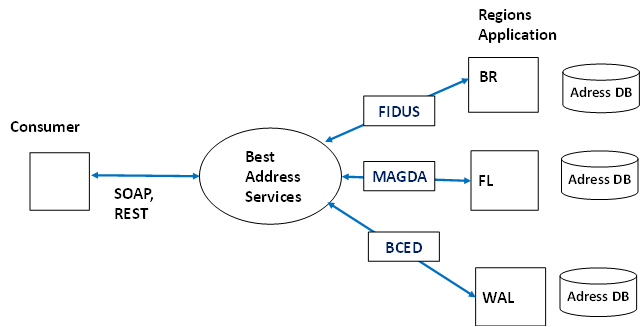 Regions
Application
BR
Adress DB
FIDUS
Consumer
Best
Address
Services
SOAP,
REST
MAGDA
FL
Adress DB
BCED
WAL
Adress DB